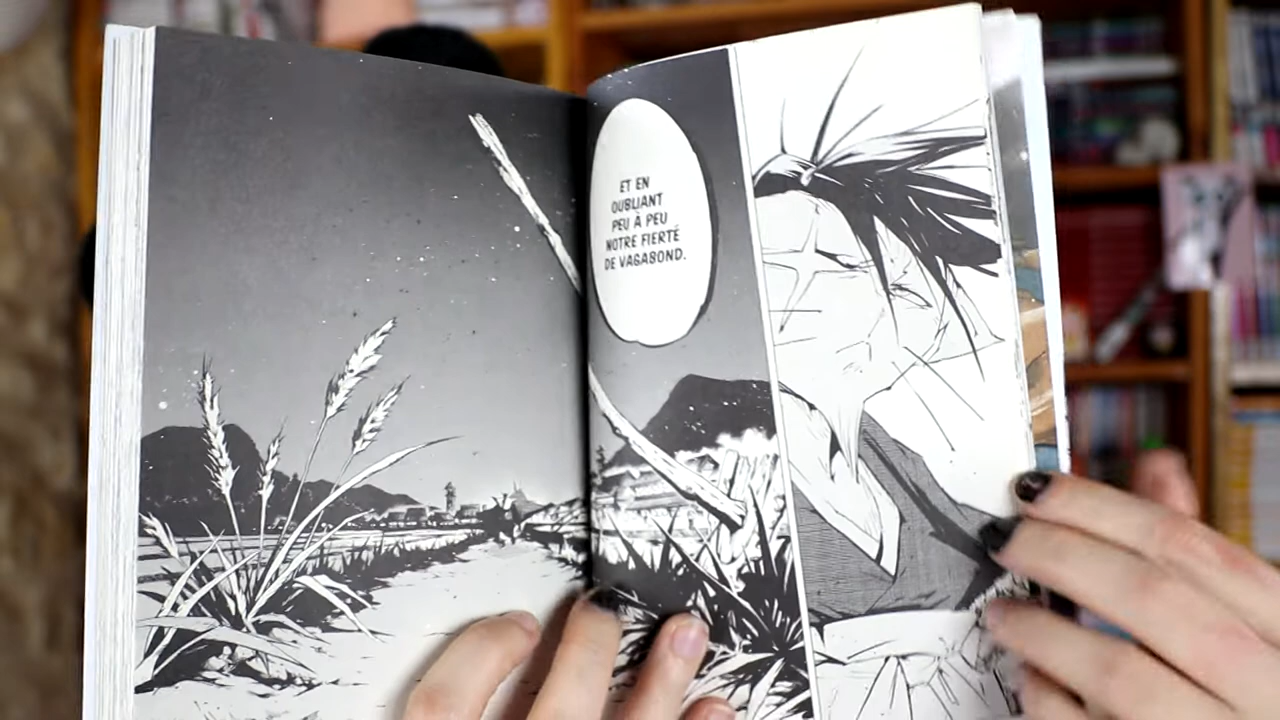 ET EN
OUBLIANT
PEU À PEU
NOTRE FIERTÉ
DE VAGABOND.